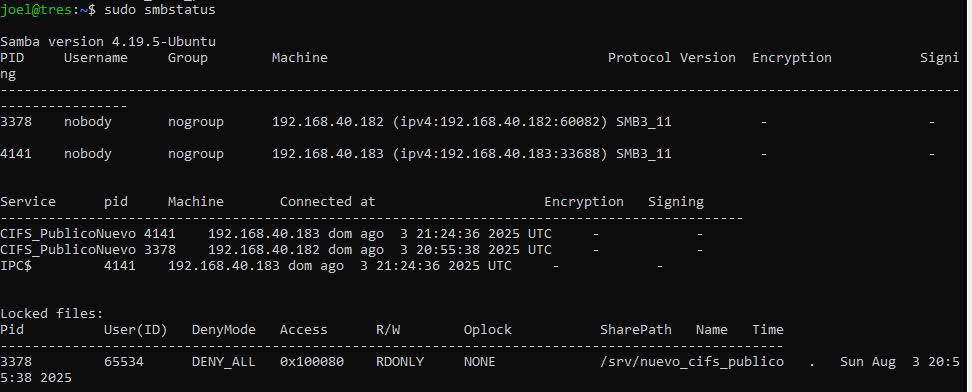 joel@tres:~$ sudo smbstatus
Samba version 4.19.5-Ubuntu
PID     Username     Group        Machine                                   Protocol Version  Encryption           Signi
ng
----------------------------------------------------------------------------------------------------------------------------------------
3378    nobody       nogroup      192.168.40.182 (ipv4:192.168.40.182:60082) SMB3_11           -                    -
4141    nobody       nogroup      192.168.40.183 (ipv4:192.168.40.183:33688) SMB3_11           -                    -
Service      pid     Machine       Connected at                     Encryption   Signing
---------------------------------------------------------------------------------------------
CIFS_PublicoNuevo 4141    192.168.40.183 dom ago  3 21:24:36 2025 UTC     -            -
CIFS_PublicoNuevo 3378    192.168.40.182 dom ago  3 20:55:38 2025 UTC     -            -
IPC$         4141    192.168.40.183 dom ago  3 21:24:36 2025 UTC     -            -
Locked files:
Pid          User(ID)   DenyMode   Access      R/W        Oplock           SharePath   Name   Time
--------------------------------------------------------------------------------------------------
3378         65534      DENY_ALL   0x100080    RDONLY     NONE             /srv/nuevo_cifs_publico   .   Sun Aug  3 20:5
5:38 2025